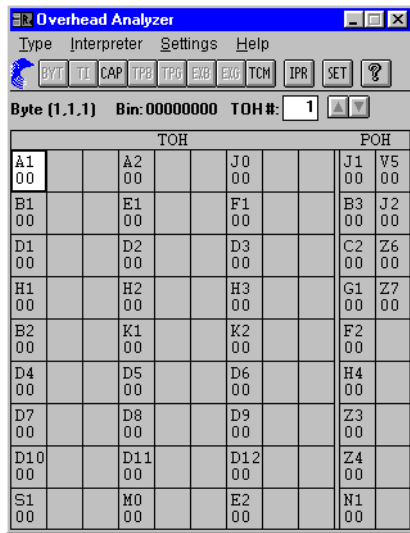 Overhead Analyzer
Type Interpreter Settings Help
BYT TI CAP TPB TPG EXB EXG TCM IPR SET ?
Byte (1,1,1) Bin: 00000000 TOH#: 1
TOH POH
A1 A2 J0 J1 V5
00 00 00 00 00
B1 E1 F1 B3 J2
00 00 00 00 00
D1 D2 D3 C2 Z6
00 00 00 00 00
H1 H2 H3 G1 Z7
00 00 00 00 00
B2 K1 K2 F2
00 00 00 00
D4 D5 D6 H4
00 00 00 00
D7 D8 D9 Z3
00 00 00 00
D10 D11 D12 Z4
00 00 00 00
S1 M0 E2 N1
00 00 00 00